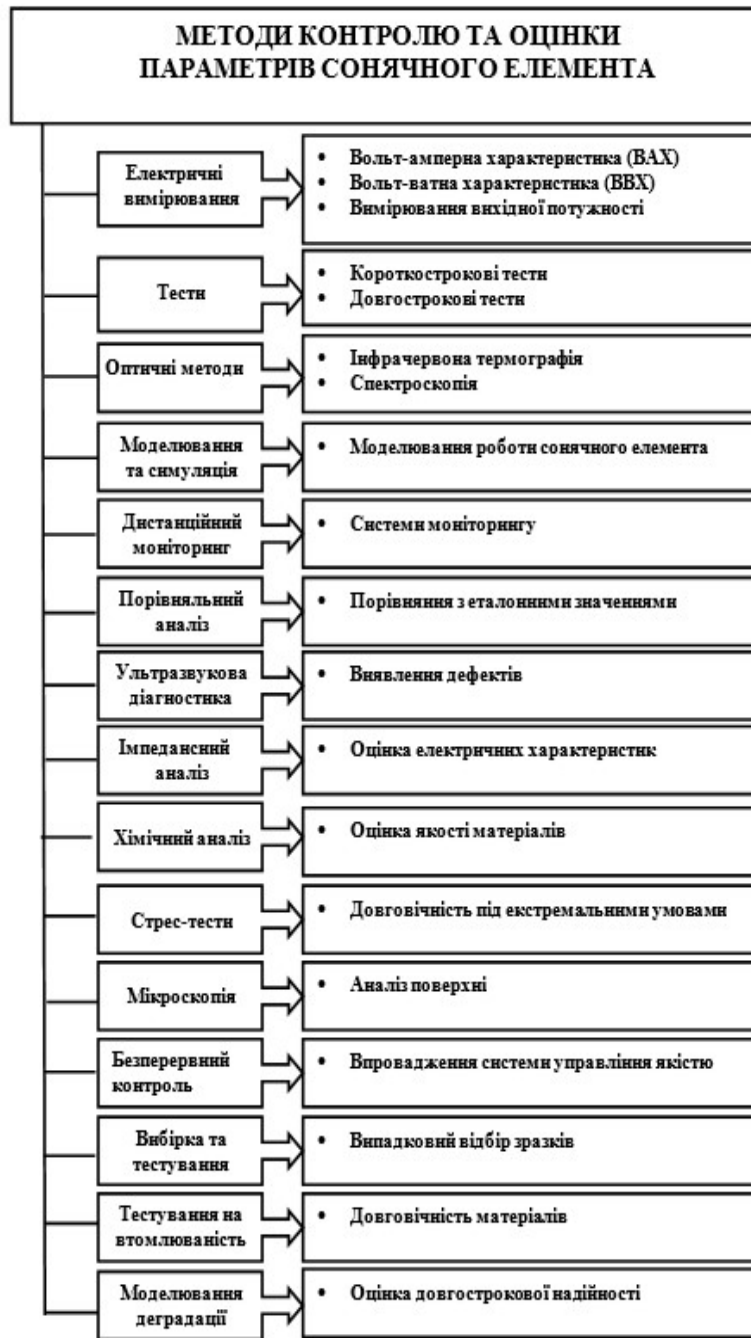 МЕТОДИ КОНТРОЛЮ ТА ОЦІНКИ
ПАРАМЕТРІВ СОНЯЧНОГО ЕЛЕМЕНТА
Електричні
вимірювання
• Вольт-амперна характеристика (ВАХ)
• Вольт-ватна характеристика (ВВХ)
• Вимірювання вихідної потужності
Тести
• Короткострокові тести
• Довгострокові тести
Оптичні методи
• Інфрачервона термографія
• Спектроскопія
Моделювання
та симуляція
• Моделювання роботи сонячного елемента
Дистанційний
моніторинг
• Системи моніторингу
Порівняльний
аналіз
• Порівняння з еталонними значеннями
Ультразвукова
діагностика
• Виявлення дефектів
Імпедансний
аналіз
• Оцінка електричних характеристик
Хімічний аналіз
• Оцінка якості матеріалів
Стрес-тести
• Довговічність під екстремальними умовами
Мікроскопія
• Аналіз поверхні
Безперервний
контроль
• Впровадження системи управління якістю
Вибірка та
тестування
• Випадковий відбір зразків
Тестування на
втомлюваність
• Довговічність матеріалів
Моделювання
деградації
• Оцінка довгострокової надійності